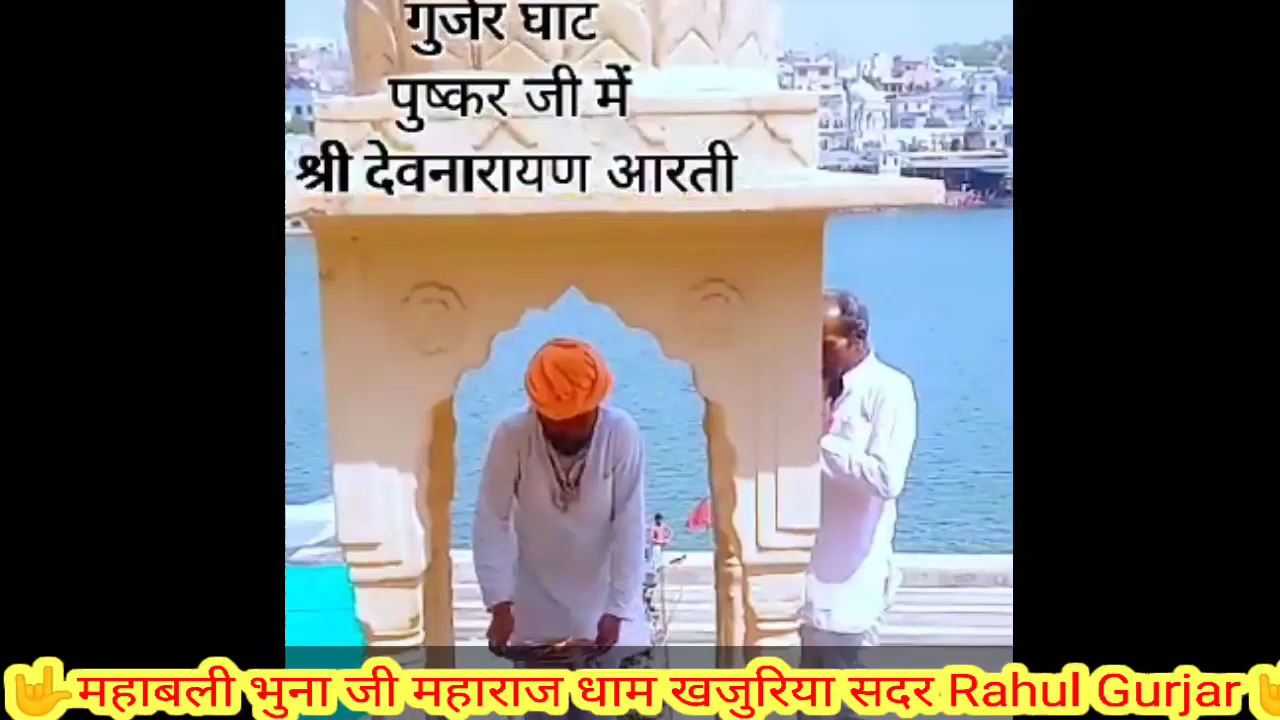 गुर्जर घाट
पुष्कर जी में
श्री देवनारायण आरती
🤟महाबली भुना जी महाराज धाम खजुरिया सदर Rahul Gurjar🤟